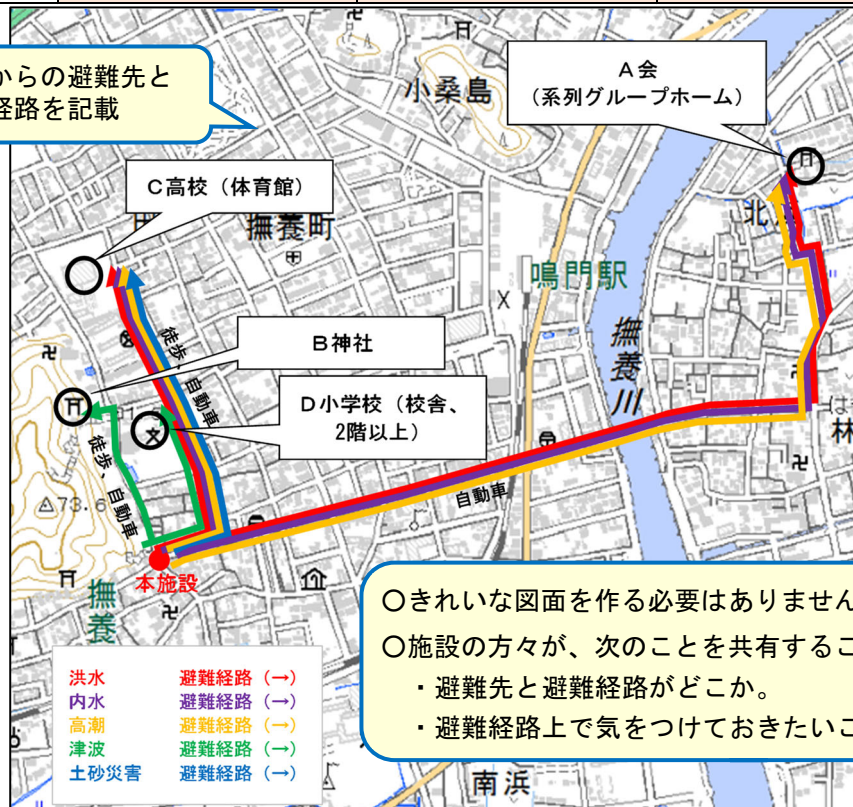 からの避難先と
経路を記載
小桑島
A会
(系列グループホーム)
C高校（体育館）
撫養町
鳴門駅
撫養川
徒歩、自動車
B神社
D小学校（校舎、
2階以上）
徒歩、自動車
73.6
自動車
林
本施設
撫養
〇きれいな図面を作る必要はありません
〇施設の方々が、次のことを共有するこ
・避難先と避難経路がどこか。
・避難経路上で気をつけておきたいこ
洪水 避難経路（→）
内水 避難経路（→）
高潮 避難経路（→）
津波 避難経路（→）
土砂災害 避難経路（→）
南浜